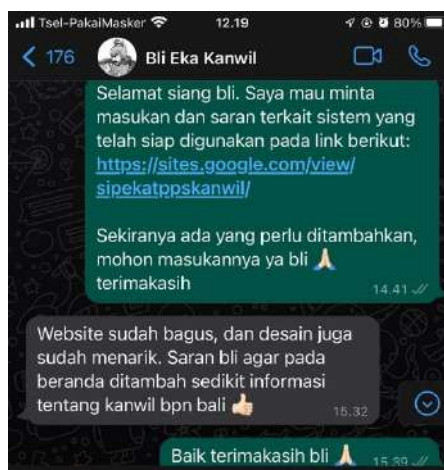 Tsel-PakaiMasker 12.19 80%
176 Bli Eka Kanwil
Selamat siang bli. Saya mau minta
masukan dan saran terkait sistem yang
telah siap digunakan pada link berikut:
https://sites.google.com/view/
sipekatppskanwil/
Sekiranya ada yang perlu ditambahkan,
mohon masukannya ya bli 🙏🏻
terimakasih
14.41
Website sudah bagus, dan desain juga
sudah menarik. Saran bli agar pada
beranda ditambah sedikit informasi
tentang kanwil bpn bali 👍🏻
15.32
Baik terimakasih bli 🙏🏻 15.39